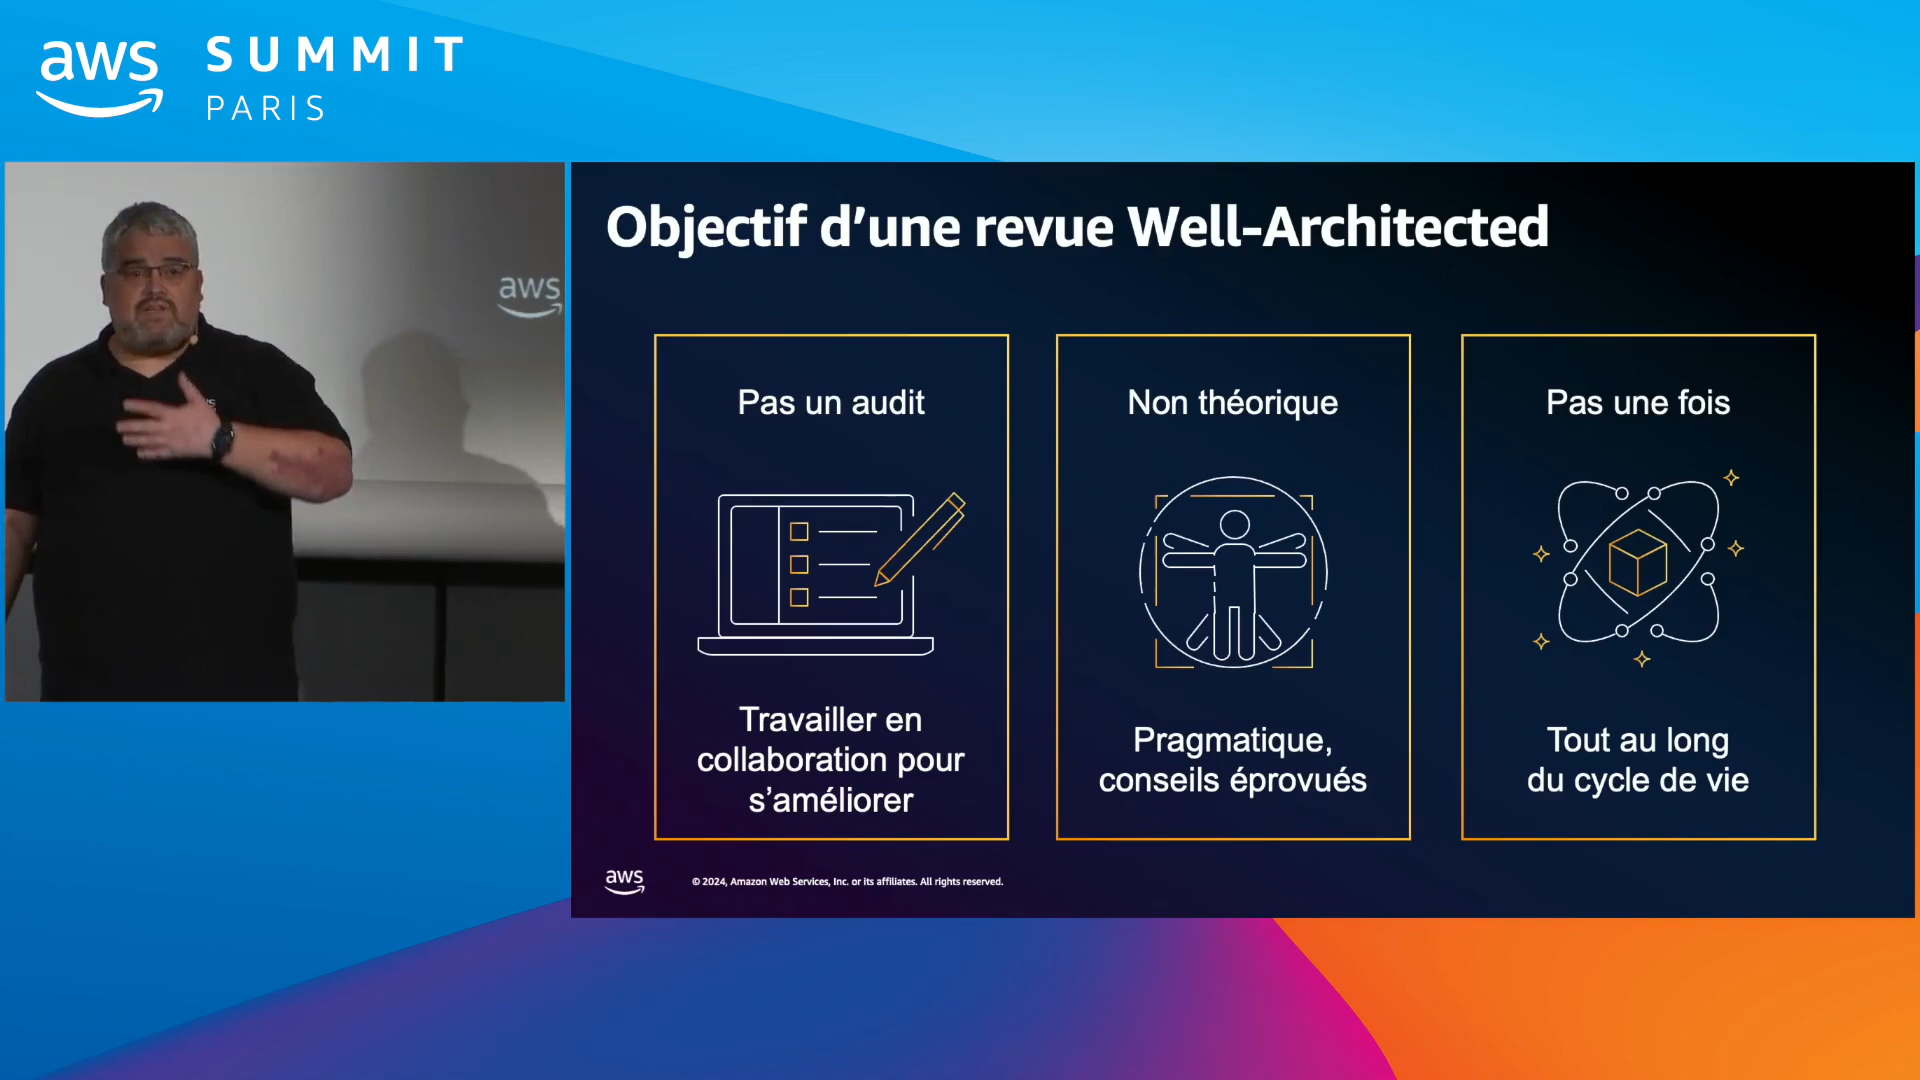 aws
SUMMIT
PARIS
aws
Objectif d’une revue Well-Architected
Pas un audit
Travailler en
collaboration pour
s’améliorer
Non théorique
Pragmatique,
conseils éprovués
Pas une fois
Tout au long
du cycle de vie
aws
© 2024, Amazon Web Services, Inc. or its affiliates. All rights reserved.